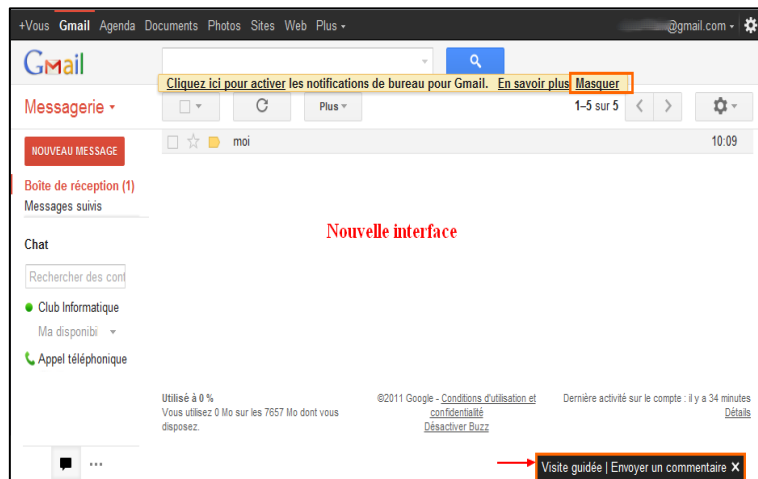 +Vous Gmail Agenda Documents Photos Sites Web Plus
@gmail.com
GMail
Cliquez ici pour activer les notifications de bureau pour Gmail. En savoir plus Masquer
Messagerie
Plus
1–5 sur 5
NOUVEAU MESSAGE
moi
10:09
Boîte de réception (1)
Messages suivis
Nouvelle interface
Chat
Rechercher des cont
Club Informatique
Ma disponibi
Appel téléphonique
Utilisé à 0 %
Vous utilisez 0 Mo sur les 7657 Mo dont vous
disposez.
©2011 Google - Conditions d'utilisation et
confidentialité
Désactiver Buzz
Dernière activité sur le compte : il y a 34 minutes
Détails
Visite guidée | Envoyer un commentaire ×